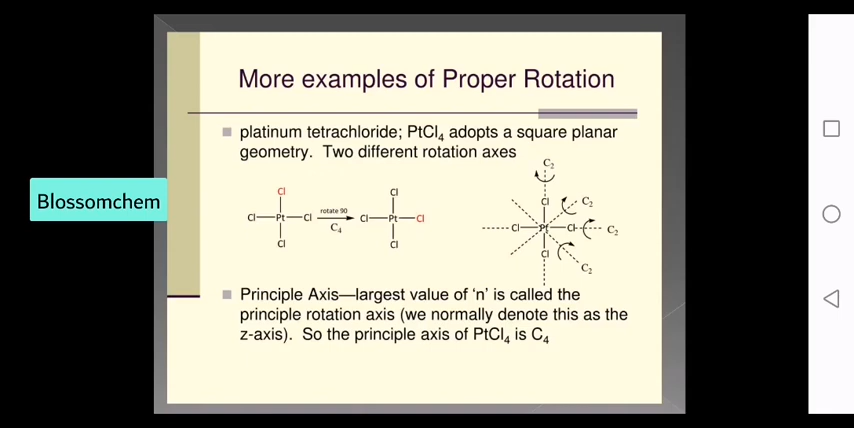 More examples of Proper Rotation
platinum tetrachloride; PtCl4 adopts a square planar
geometry. Two different rotation axes
Blossomchem
Cl
Cl—Pt—Cl
Cl
rotate 90
C4
Cl
Cl—Pt—Cl
Cl
C2
C2
Cl
Cl—Pt—Cl
C2
Cl
C2
Principle Axis—largest value of ‘n’ is called the
principle rotation axis (we normally denote this as the
z-axis). So the principle axis of PtCl4 is C4